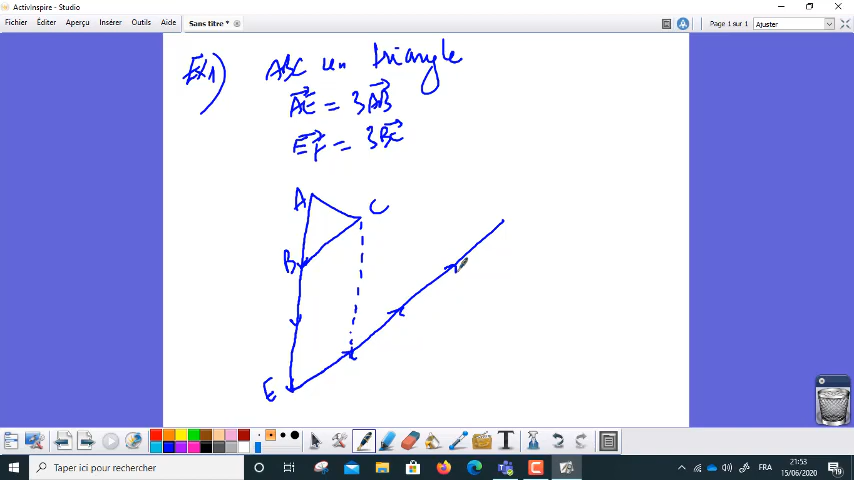 ActivInspire - Studio
Fichier Éditer Aperçu Insérer Outils Aide
Sans titre *
Page 1 sur 1
Ajuster
Ex1)
ABC un triangle
AE = 3AB
EF = 3BC
A
C
B
E
Taper ici pour rechercher
FRA
21:53
15/06/2020
19